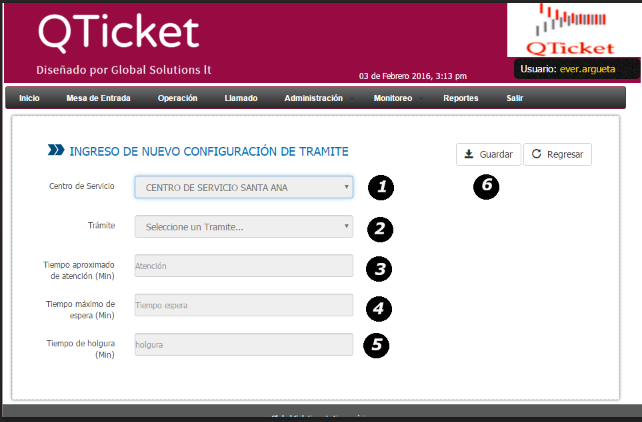 QTicket
Diseñado por Global Solutions It
QTicket
03 de Febrero 2016, 3:13 pm
Usuario: ever.argueta
Inicio Mesa de Entrada Operación Llamado Administración Monitoreo Reportes Salir
INGRESO DE NUEVO CONFIGURACIÓN DE TRAMITE
Guardar Regresar
Centro de Servicio CENTRO DE SERVICIO SANTA ANA 1 6
Trámite Seleccione un Tramite... 2
Tiempo aproximado
de atención (Min)
Atención 3
Tiempo máximo de
espera (Min)
Tiempo espera 4
Tiempo de holgura
(Min)
holgura 5